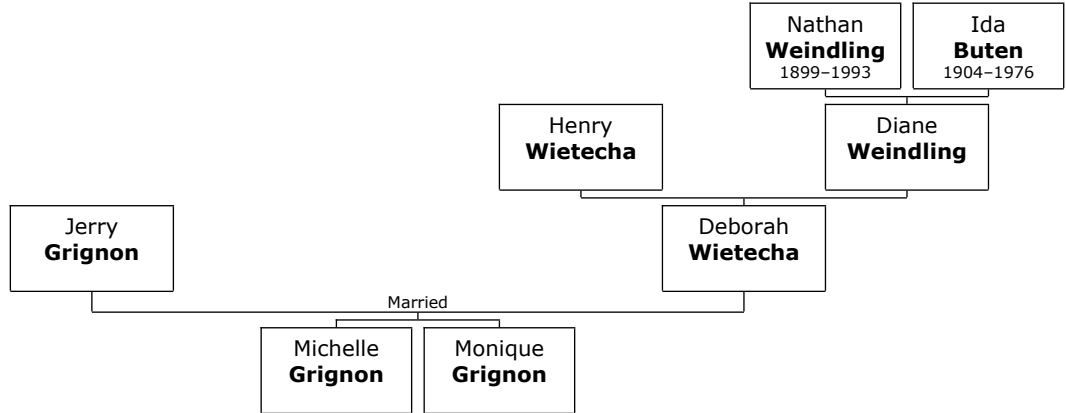 Nathan
Weindling
1899–1993
Ida
Buten
1904–1976
Henry
Wietecha
Diane
Weindling
Jerry
Grignon
Deborah
Wietecha
Married
Michelle
Grignon
Monique
Grignon